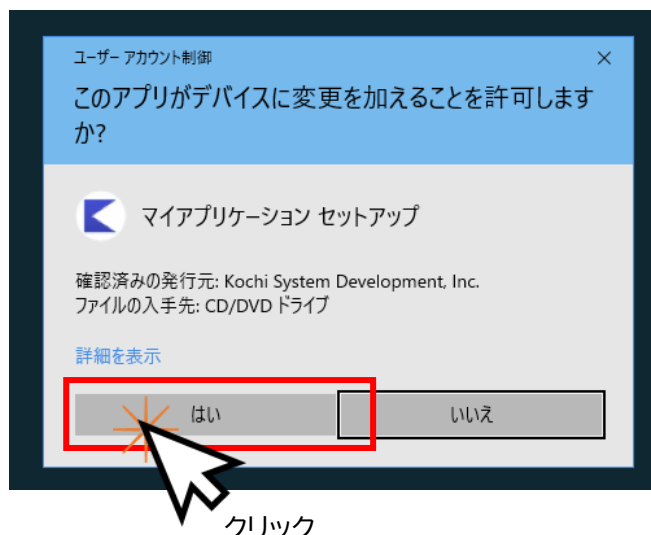 ユーザー アカウント制御
このアプリがデバイスに変更を加えることを許可します
か?
マイアプリケーション セットアップ
確認済みの発行元: Kochi System Development, Inc.
ファイルの入手先: CD/DVD ドライブ
詳細を表示
はい
いいえ
クリック